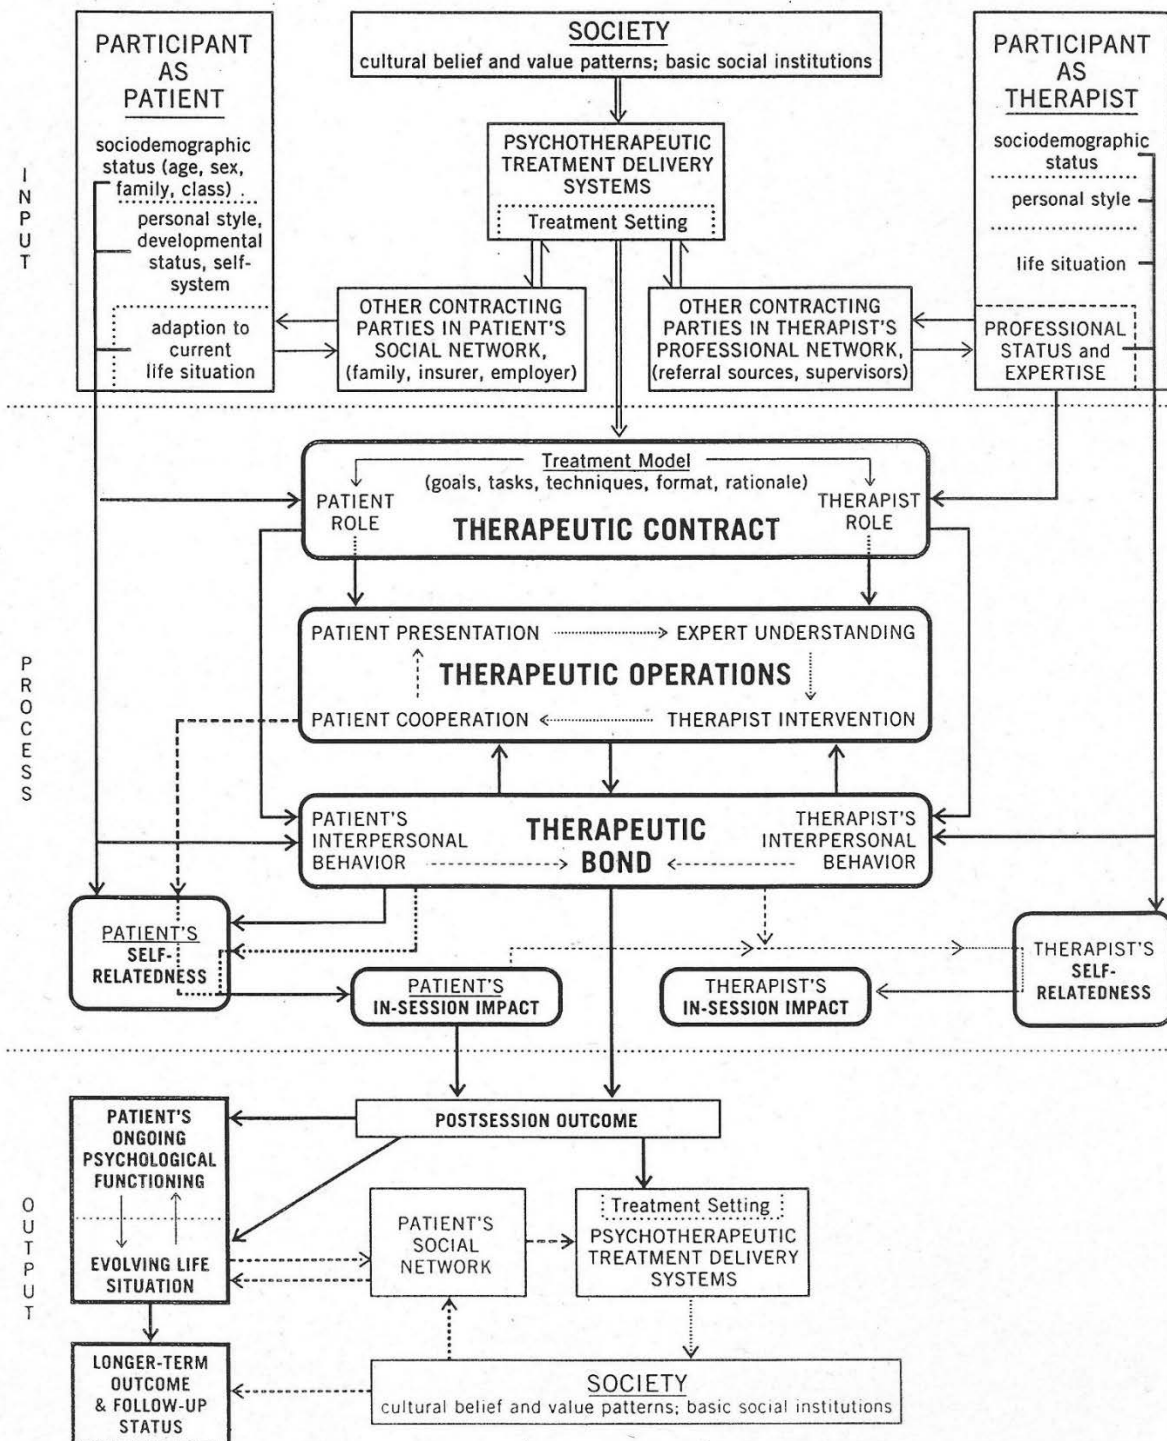 PARTICIPANT
AS
PATIENT
sociodemographic
status (age, sex,
family, class)
personal style,
developmental
status, self-
system
adaption to
current
life situation
SOCIETY
cultural belief and value patterns; basic social institutions
PSYCHOTHERAPEUTIC
TREATMENT DELIVERY
SYSTEMS
Treatment Setting
OTHER CONTRACTING
PARTIES IN PATIENT'S
SOCIAL NETWORK,
(family, insurer, employer)
OTHER CONTRACTING
PARTIES IN THERAPIST'S
PROFESSIONAL NETWORK,
(referral sources, supervisors)
PARTICIPANT
AS
THERAPIST
sociodemographic
status
personal style
life situation
PROFESSIONAL
STATUS and
EXPERTISE
INPUT
Treatment Model
(goals, tasks, techniques, format, rationale)
PATIENT
ROLE
THERAPIST
ROLE
THERAPEUTIC CONTRACT
PATIENT PRESENTATION
EXPERT UNDERSTANDING
THERAPEUTIC OPERATIONS
PATIENT COOPERATION
THERAPIST INTERVENTION
PROCESS
PATIENT'S
INTERPERSONAL
BEHAVIOR
THERAPEUTIC
BOND
THERAPIST'S
INTERPERSONAL
BEHAVIOR
PATIENT'S
SELF-
RELATEDNESS
PATIENT'S
IN-SESSION IMPACT
THERAPIST'S
IN-SESSION IMPACT
THERAPIST'S
SELF-
RELATEDNESS
PATIENT'S
ONGOING
PSYCHOLOGICAL
FUNCTIONING
EVOLVING LIFE
SITUATION
POSTSESSION OUTCOME
PATIENT'S
SOCIAL
NETWORK
Treatment Setting
PSYCHOTHERAPEUTIC
TREATMENT DELIVERY
SYSTEMS
OUTPUT
LONGER-TERM
OUTCOME
& FOLLOW-UP
STATUS
SOCIETY
cultural belief and value patterns; basic social institutions